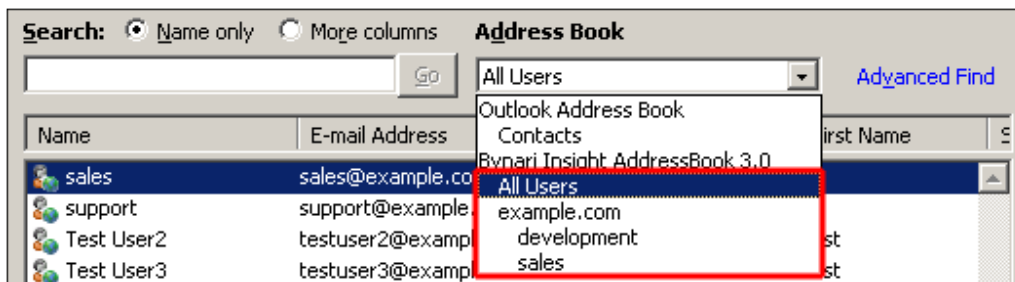 Search: Name only More columns Address Book
Go All Users Advanced Find
Outlook Address Book
Contacts
Name E-mail Address irst Name
Bynari Insight AddressBook 3.0
sales sales@example.co All Users
support support@example. example.com
Test User2 testuser2@exampl development st
Test User3 testuser3@exampl sales st